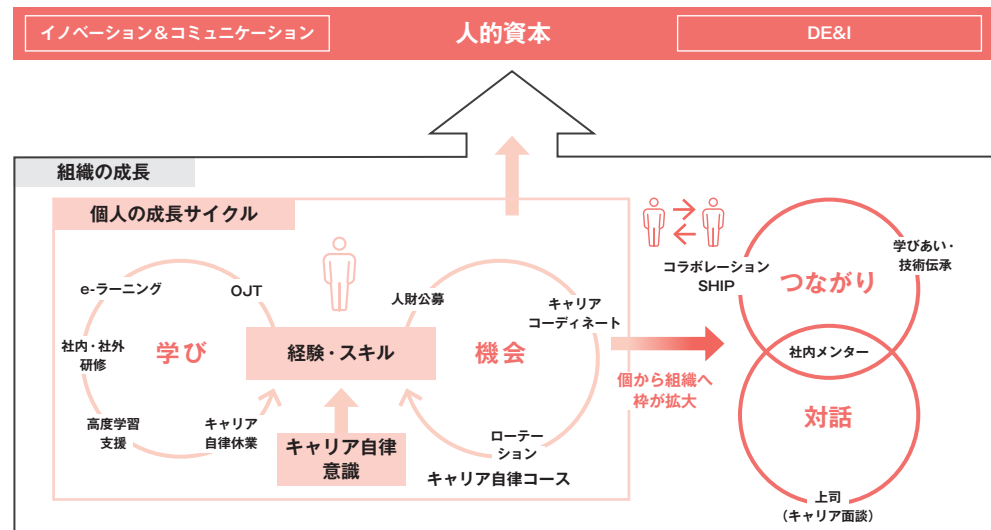 イノベーション＆コミュニケーション
人的資本
DE&I
組織の成長
個人の成長サイクル
e-ラーニング
OJT
社内・社外
研修
学び
高度学習
支援
キャリア
自律休業
経験・スキル
キャリア自律
意識
人財公募
機会
キャリア
コーディネート
ローテー
ション
キャリア自律コース
個から組織へ
枠が拡大
コラボレーション
SHIP
つながり
学びあい・
技術伝承
社内メンター
対話
上司
（キャリア面談）